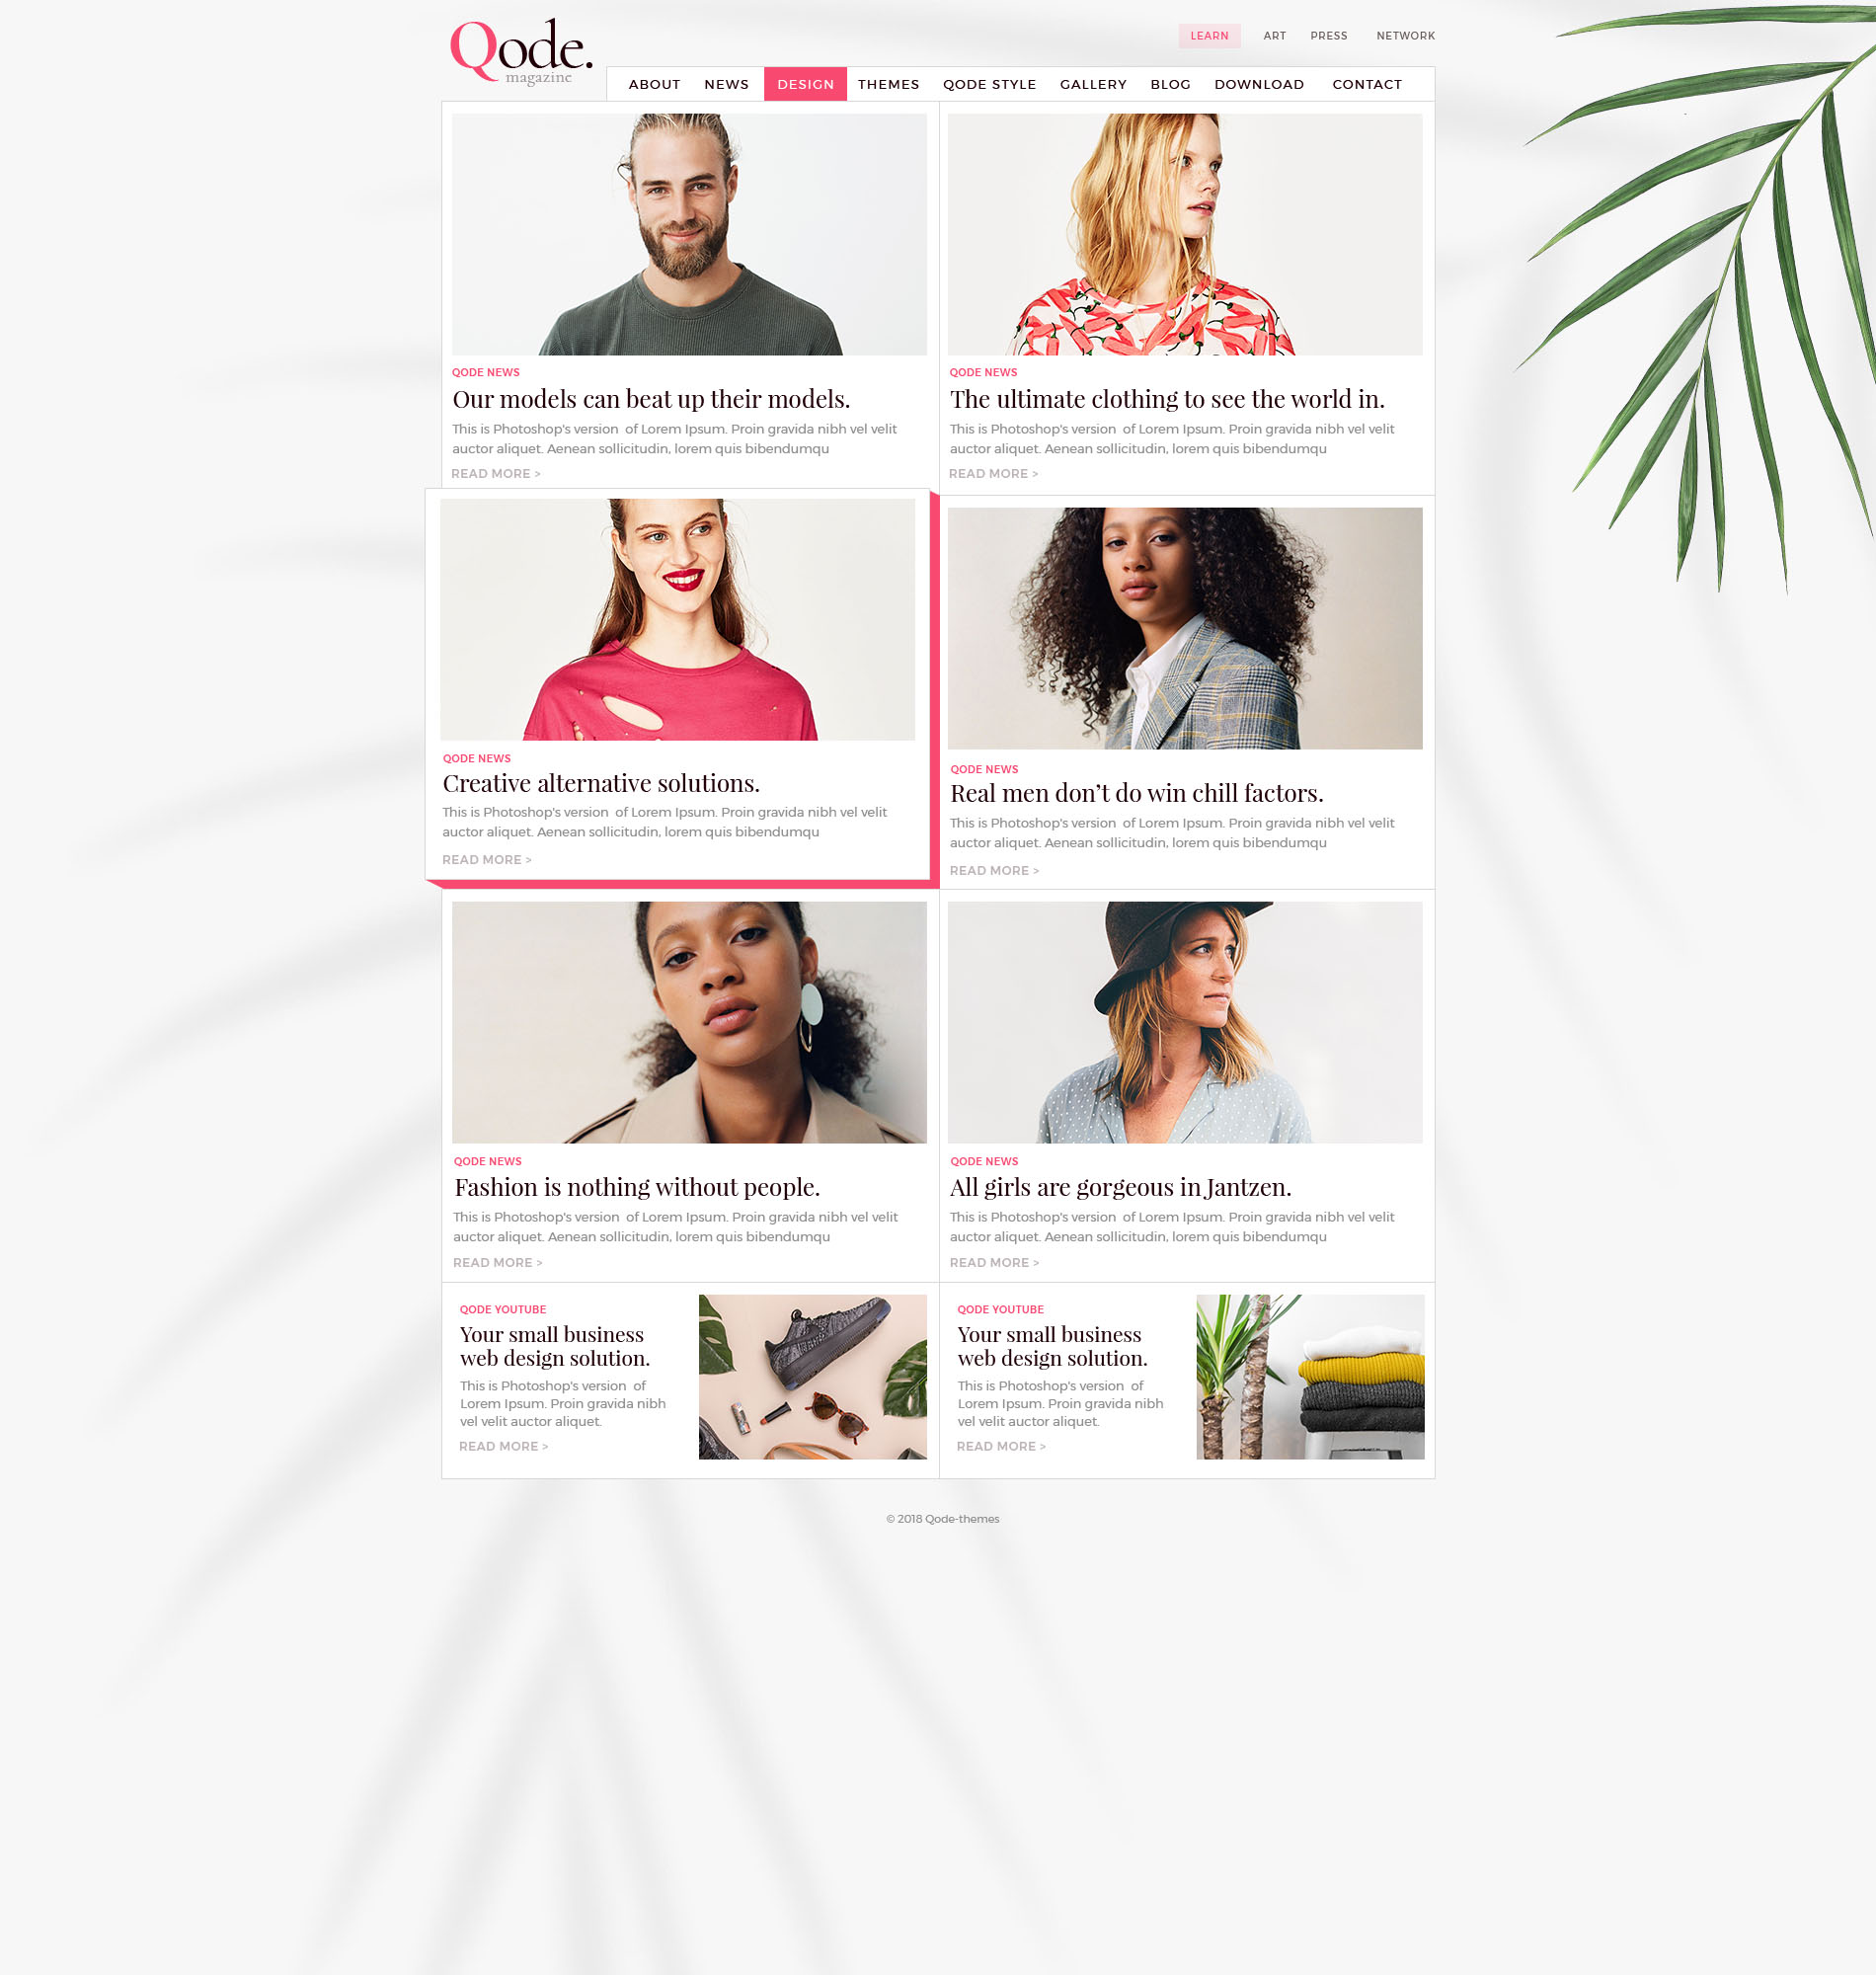 Qode.
magazine
LEARN ART PRESS NETWORK
ABOUT NEWS DESIGN THEMES QODE STYLE GALLERY BLOG DOWNLOAD CONTACT
QODE NEWS
Our models can beat up their models.
This is Photoshop's version  of Lorem Ipsum. Proin gravida nibh vel velit
auctor aliquet. Aenean sollicitudin, lorem quis bibendumqu
READ MORE >
QODE NEWS
The ultimate clothing to see the world in.
This is Photoshop's version  of Lorem Ipsum. Proin gravida nibh vel velit
auctor aliquet. Aenean sollicitudin, lorem quis bibendumqu
READ MORE >
QODE NEWS
Creative alternative solutions.
This is Photoshop's version  of Lorem Ipsum. Proin gravida nibh vel velit
auctor aliquet. Aenean sollicitudin, lorem quis bibendumqu
READ MORE >
QODE NEWS
Real men don’t do win chill factors.
This is Photoshop's version  of Lorem Ipsum. Proin gravida nibh vel velit
auctor aliquet. Aenean sollicitudin, lorem quis bibendumqu
READ MORE >
QODE NEWS
Fashion is nothing without people.
This is Photoshop's version  of Lorem Ipsum. Proin gravida nibh vel velit
auctor aliquet. Aenean sollicitudin, lorem quis bibendumqu
READ MORE >
QODE NEWS
All girls are gorgeous in Jantzen.
This is Photoshop's version  of Lorem Ipsum. Proin gravida nibh vel velit
auctor aliquet. Aenean sollicitudin, lorem quis bibendumqu
READ MORE >
QODE YOUTUBE
Your small business
web design solution.
This is Photoshop's version  of
Lorem Ipsum. Proin gravida nibh
vel velit auctor aliquet.
READ MORE >
QODE YOUTUBE
Your small business
web design solution.
This is Photoshop's version  of
Lorem Ipsum. Proin gravida nibh
vel velit auctor aliquet.
READ MORE >
© 2018 Qode-themes